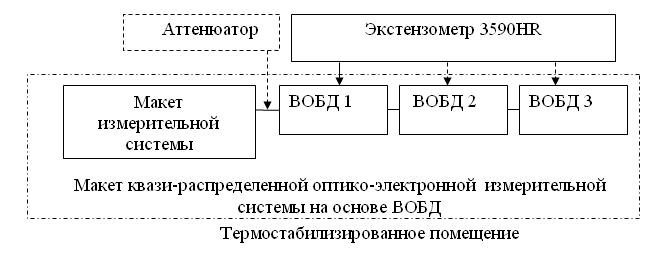 Аттенюатор
Экстензометр 3590HR
Макет
измерительной
системы
ВОБД 1
ВОБД 2
ВОБД 3
Макет квази-распределенной оптико-электронной измерительной
системы на основе ВОБД
Термостабилизированное помещение